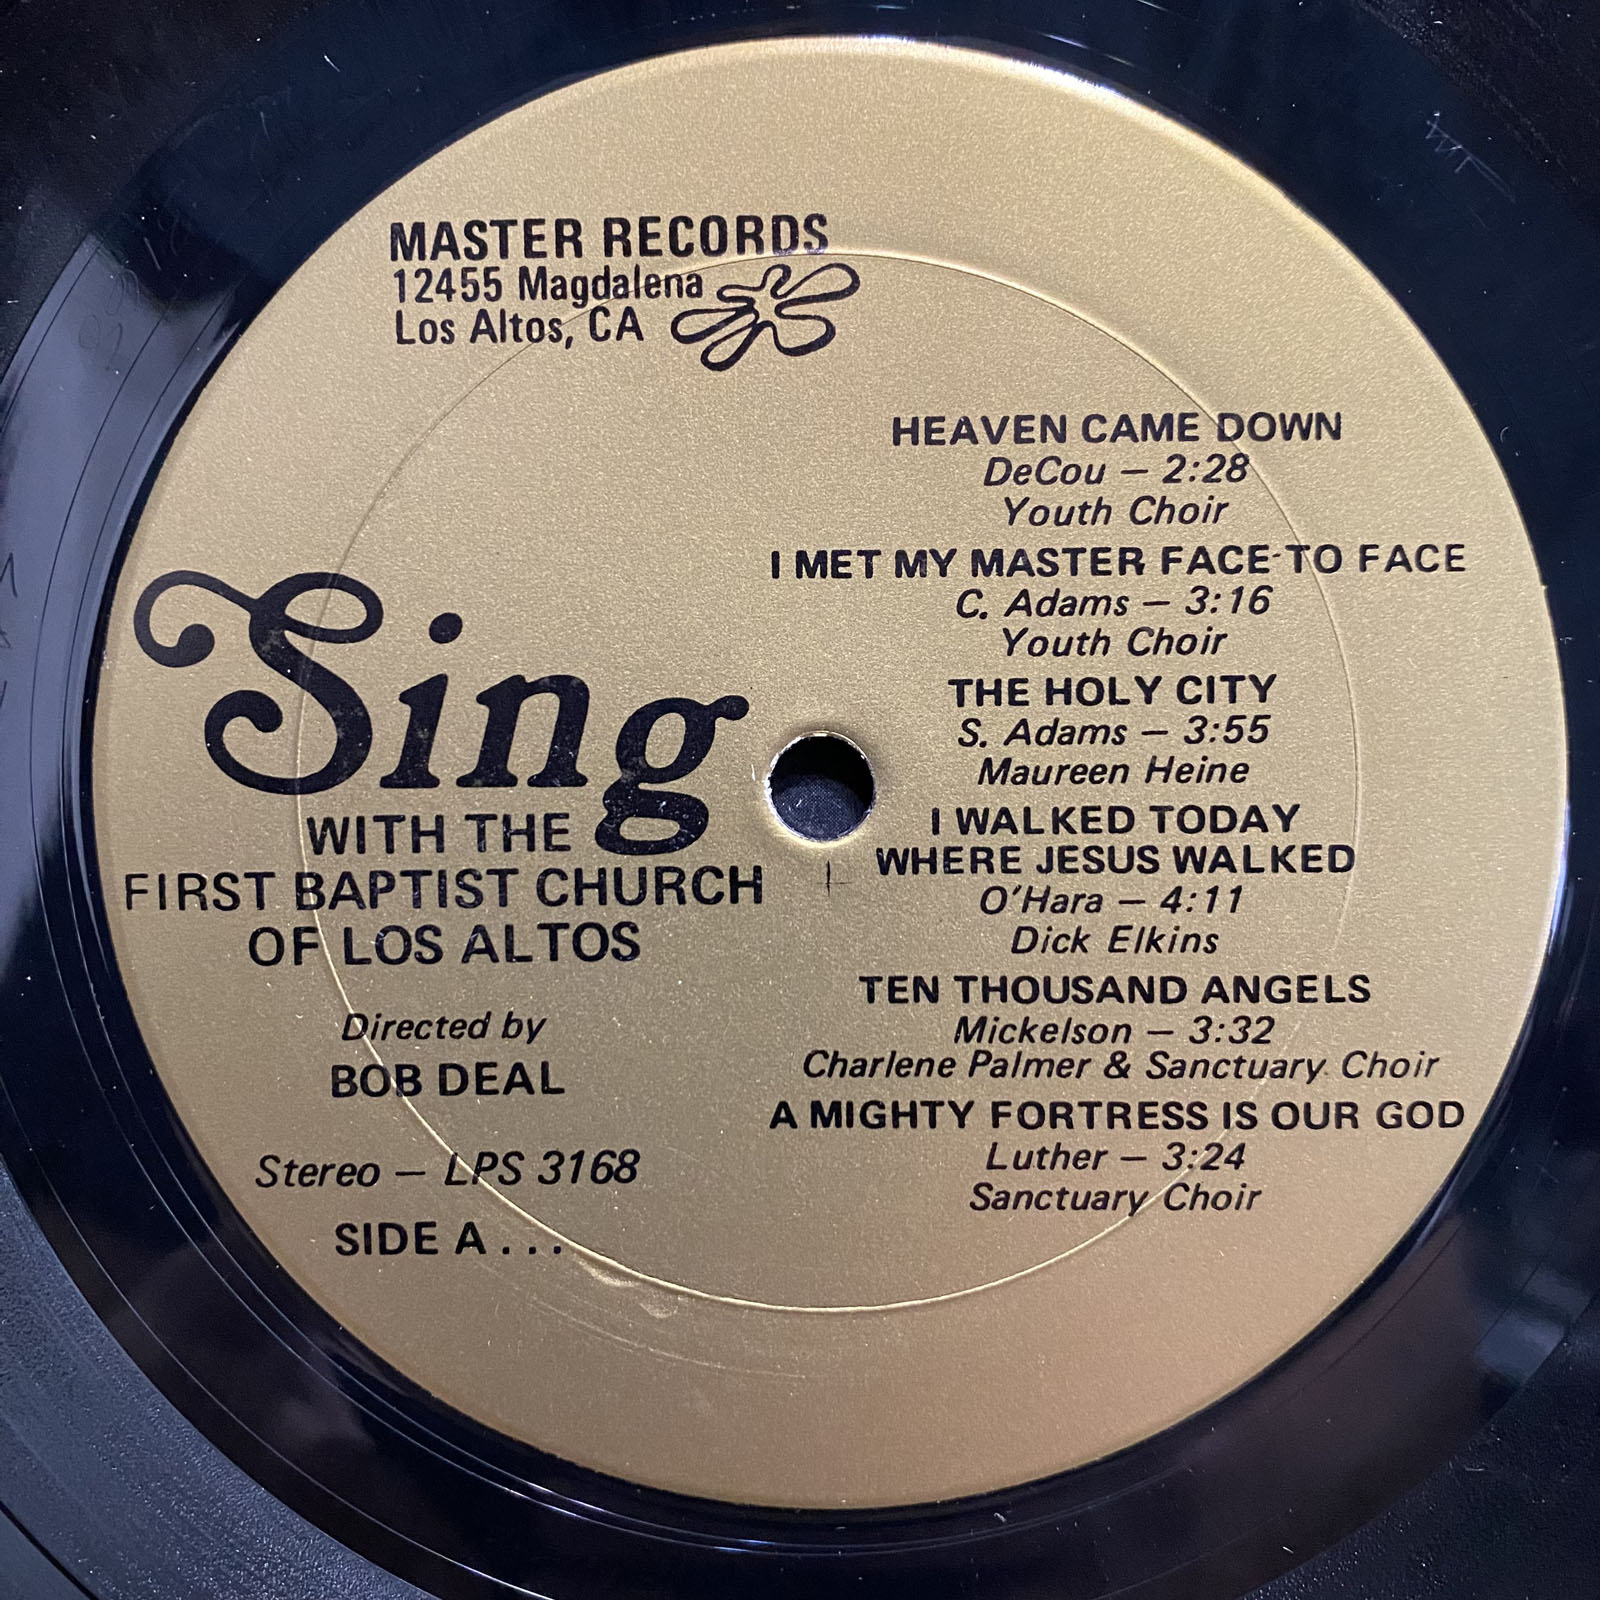 MASTER RECORDS
12455 Magdalena
Los Altos, CA
Sing
WITH THE
FIRST BAPTIST CHURCH
OF LOS ALTOS
Directed by
BOB DEAL
Stereo — LPS 3168
SIDE A . . .
HEAVEN CAME DOWN
DeCou — 2:28
Youth Choir
I MET MY MASTER FACE-TO FACE
C. Adams — 3:16
Youth Choir
THE HOLY CITY
S. Adams — 3:55
Maureen Heine
I WALKED TODAY
WHERE JESUS WALKED
O'Hara — 4:11
Dick Elkins
TEN THOUSAND ANGELS
Mickelson — 3:32
Charlene Palmer & Sanctuary Choir
A MIGHTY FORTRESS IS OUR GOD
Luther — 3:24
Sanctuary Choir